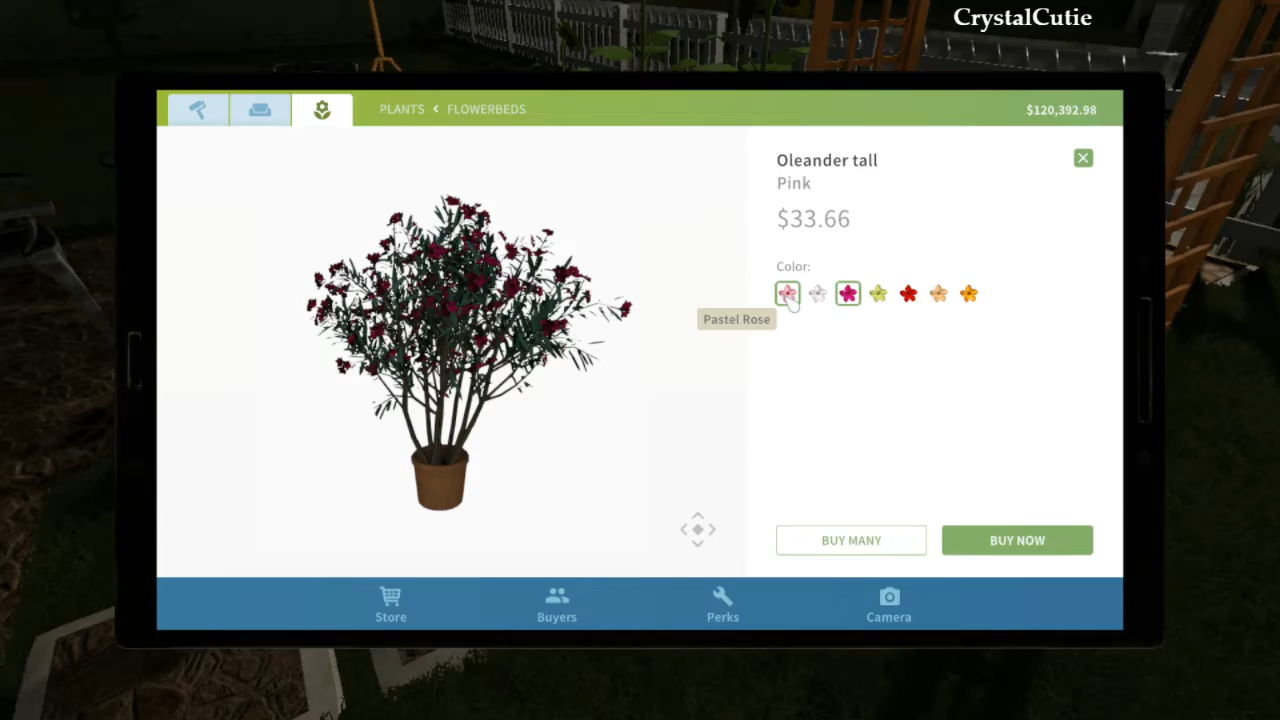 CrystalCutie
PLANTS < FLOWERBEDS
$120,392.98
Oleander tall
Pink
$33.66
Color:
Pastel Rose
BUY MANY
BUY NOW
Store
Buyers
Perks
Camera